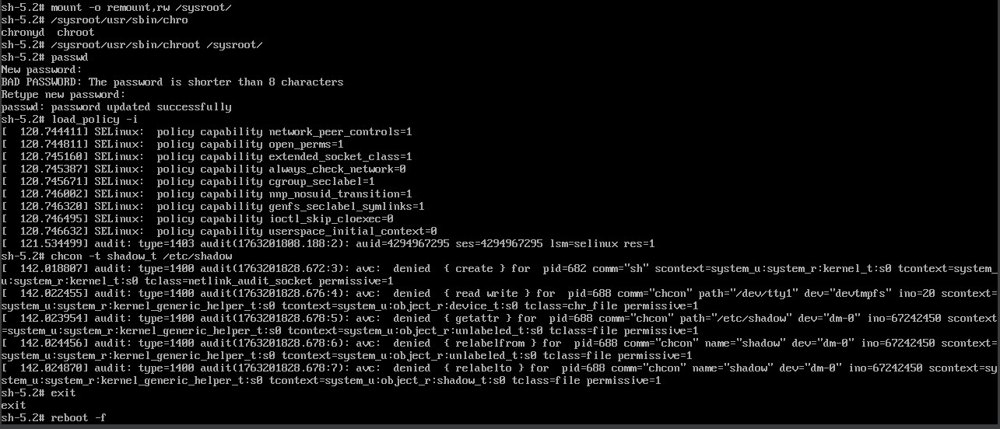 sh-5.2# mount -o remount,rw /sysroot/
sh-5.2# /sysroot/usr/sbin/chro
chronyd  chroot
sh-5.2# /sysroot/usr/sbin/chroot /sysroot/
sh-5.2# passwd
New password:
BAD PASSWORD: The password is shorter than 8 characters
Retype new password:
passwd: password updated successfully
sh-5.2# load_policy -i
[  120.744411] SELinux:  policy capability network_peer_controls=1
[  120.744811] SELinux:  policy capability open_perms=1
[  120.745160] SELinux:  policy capability extended_socket_class=1
[  120.745387] SELinux:  policy capability always_check_network=0
[  120.745671] SELinux:  policy capability cgroup_seclabel=1
[  120.746002] SELinux:  policy capability nnp_nosuid_transition=1
[  120.746320] SELinux:  policy capability genfs_seclabel_symlinks=1
[  120.746495] SELinux:  policy capability ioctl_skip_cloexec=0
[  120.746632] SELinux:  policy capability userspace_initial_context=0
[  121.534499] audit: type=1403 audit(1763201808.188:2): auid=4294967295 ses=4294967295 lsm=selinux res=1
sh-5.2# chcon -t shadow_t /etc/shadow
[  142.018807] audit: type=1400 audit(1763201828.672:3): avc:  denied  { create } for  pid=682 comm="sh" scontext=system_u:system_r:kernel_t:s0 tcontext=system_
u:system_r:kernel_t:s0 tclass=netlink_audit_socket permissive=1
[  142.022455] audit: type=1400 audit(1763201828.676:4): avc:  denied  { read write } for  pid=688 comm="chcon" path="/dev/tty1" dev="devtmpfs" ino=20 scontext=
system_u:system_r:kernel_generic_helper_t:s0 tcontext=system_u:object_r:device_t:s0 tclass=chr_file permissive=1
[  142.023954] audit: type=1400 audit(1763201828.678:5): avc:  denied  { getattr } for  pid=688 comm="chcon" path="/etc/shadow" dev="dm-0" ino=67242450 scontext
=system_u:system_r:kernel_generic_helper_t:s0 tcontext=system_u:object_r:unlabeled_t:s0 tclass=file permissive=1
[  142.024456] audit: type=1400 audit(1763201828.678:6): avc:  denied  { relabelfrom } for  pid=688 comm="chcon" name="shadow" dev="dm-0" ino=67242450 scontext=
system_u:system_r:kernel_generic_helper_t:s0 tcontext=system_u:object_r:unlabeled_t:s0 tclass=file permissive=1
[  142.024870] audit: type=1400 audit(1763201828.678:7): avc:  denied  { relabelto } for  pid=688 comm="chcon" name="shadow" dev="dm-0" ino=67242450 scontext=sy
stem_u:system_r:kernel_generic_helper_t:s0 tcontext=system_u:object_r:shadow_t:s0 tclass=file permissive=1
sh-5.2# exit
exit
sh-5.2# reboot -f